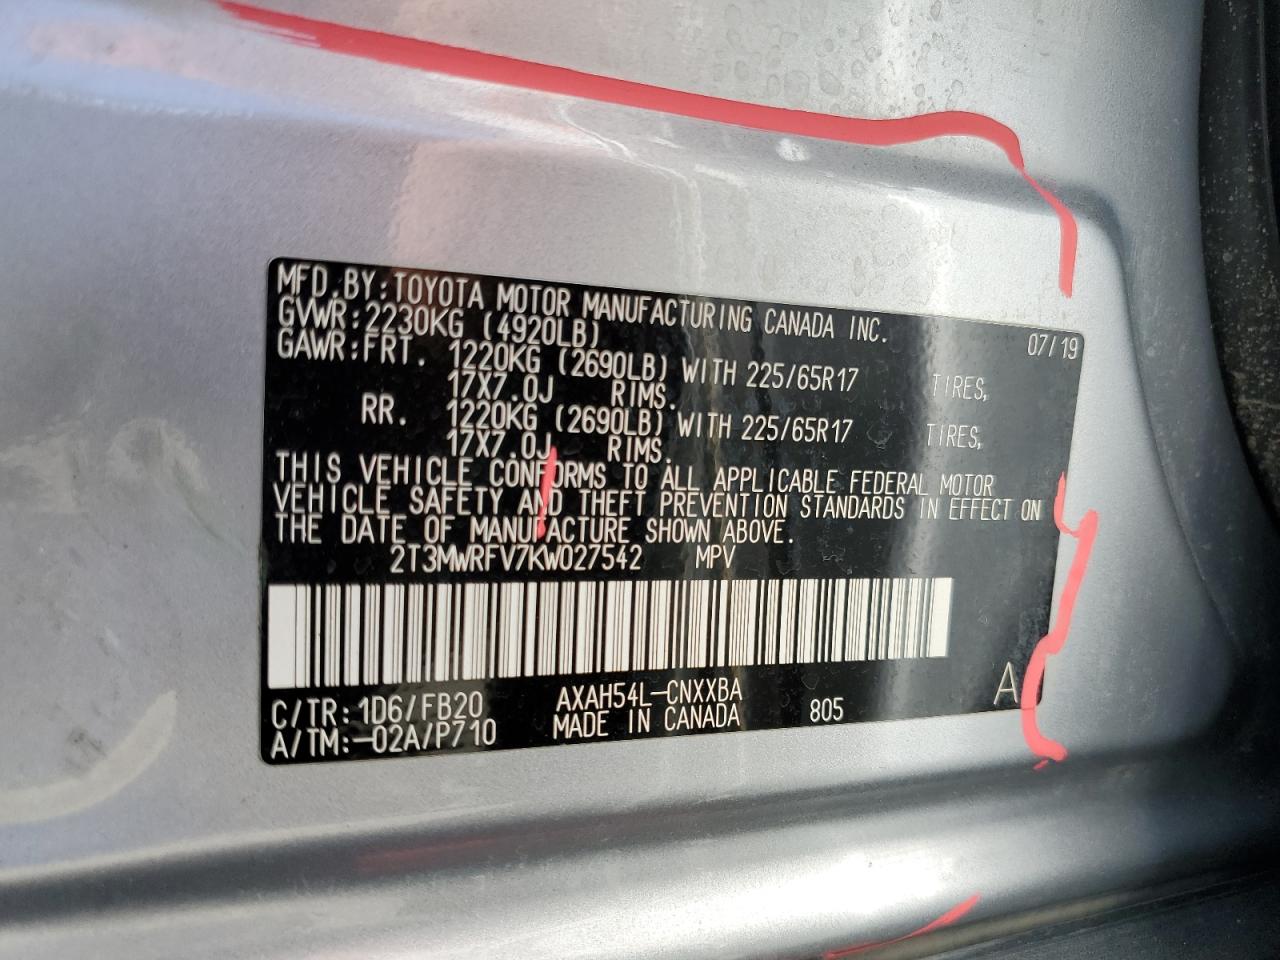 MFD.BY:TOYOTA MOTOR MANUFACTURING CANADA INC.
GVWR:2230KG (4920LB) 07/19
GAWR:FRT. 1220KG (2690LB) WITH 225/65R17 TIRES,
17X7.0J RIMS.
RR. 1220KG (2690LB) WITH 225/65R17 TIRES,
17X7.0J RIMS.
THIS VEHICLE CONFORMS TO ALL APPLICABLE FEDERAL MOTOR
VEHICLE SAFETY AND THEFT PREVENTION STANDARDS IN EFFECT ON
THE DATE OF MANUFACTURE SHOWN ABOVE.
2T3MWRFV7KW027542 MPV
C/TR:1D6/FB20 AXAH54L-CNXXBA A
A/TM:-02A/P710 MADE IN CANADA 805